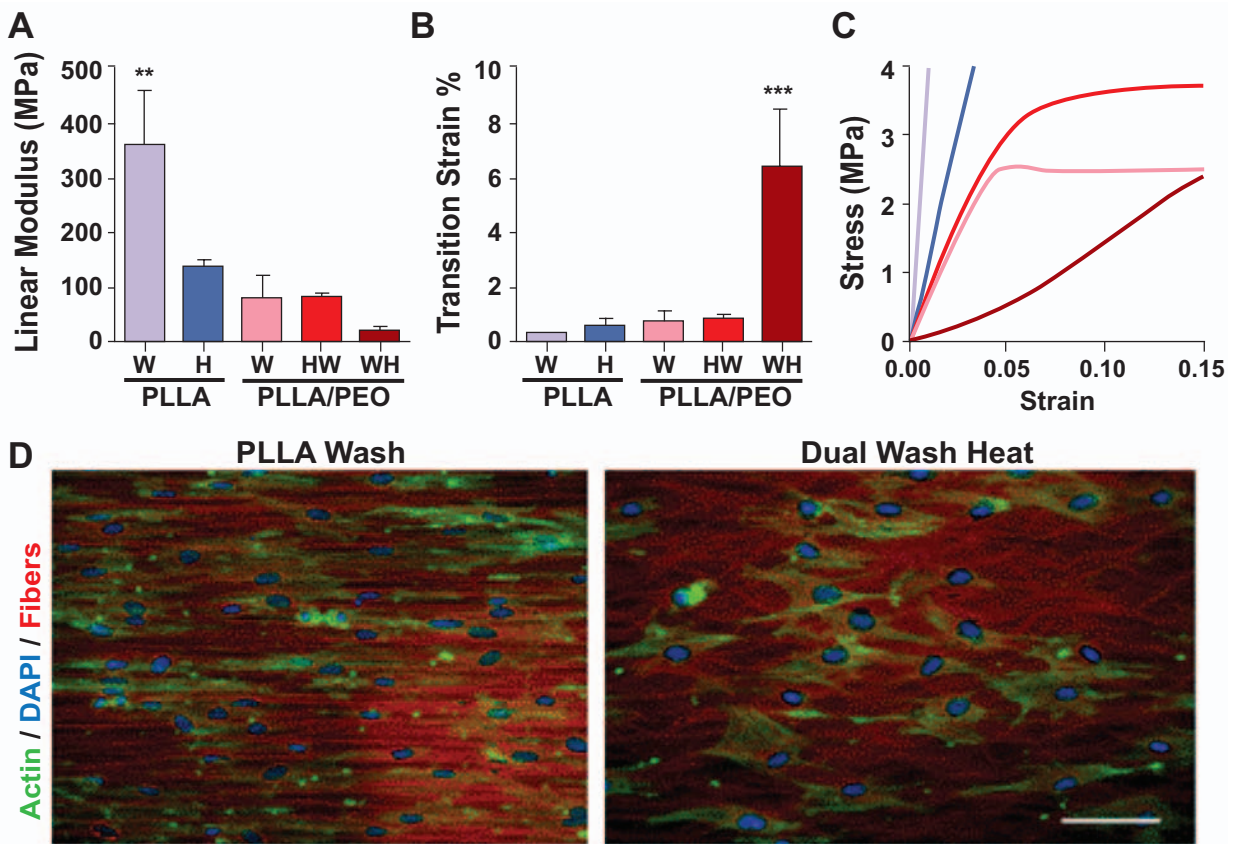 A
Linear Modulus (MPa)
500
400
300
200
100
0
**
W H W HW WH
PLLA PLLA/PEO
B
Transition Strain %
10
8
6
4
2
0
***
W H W HW WH
PLLA PLLA/PEO
C
Stress (MPa)
4
3
2
1
0
0.00 0.05 0.10 0.15
Strain
D
PLLA Wash
Dual Wash Heat
Actin / DAPI / Fibers